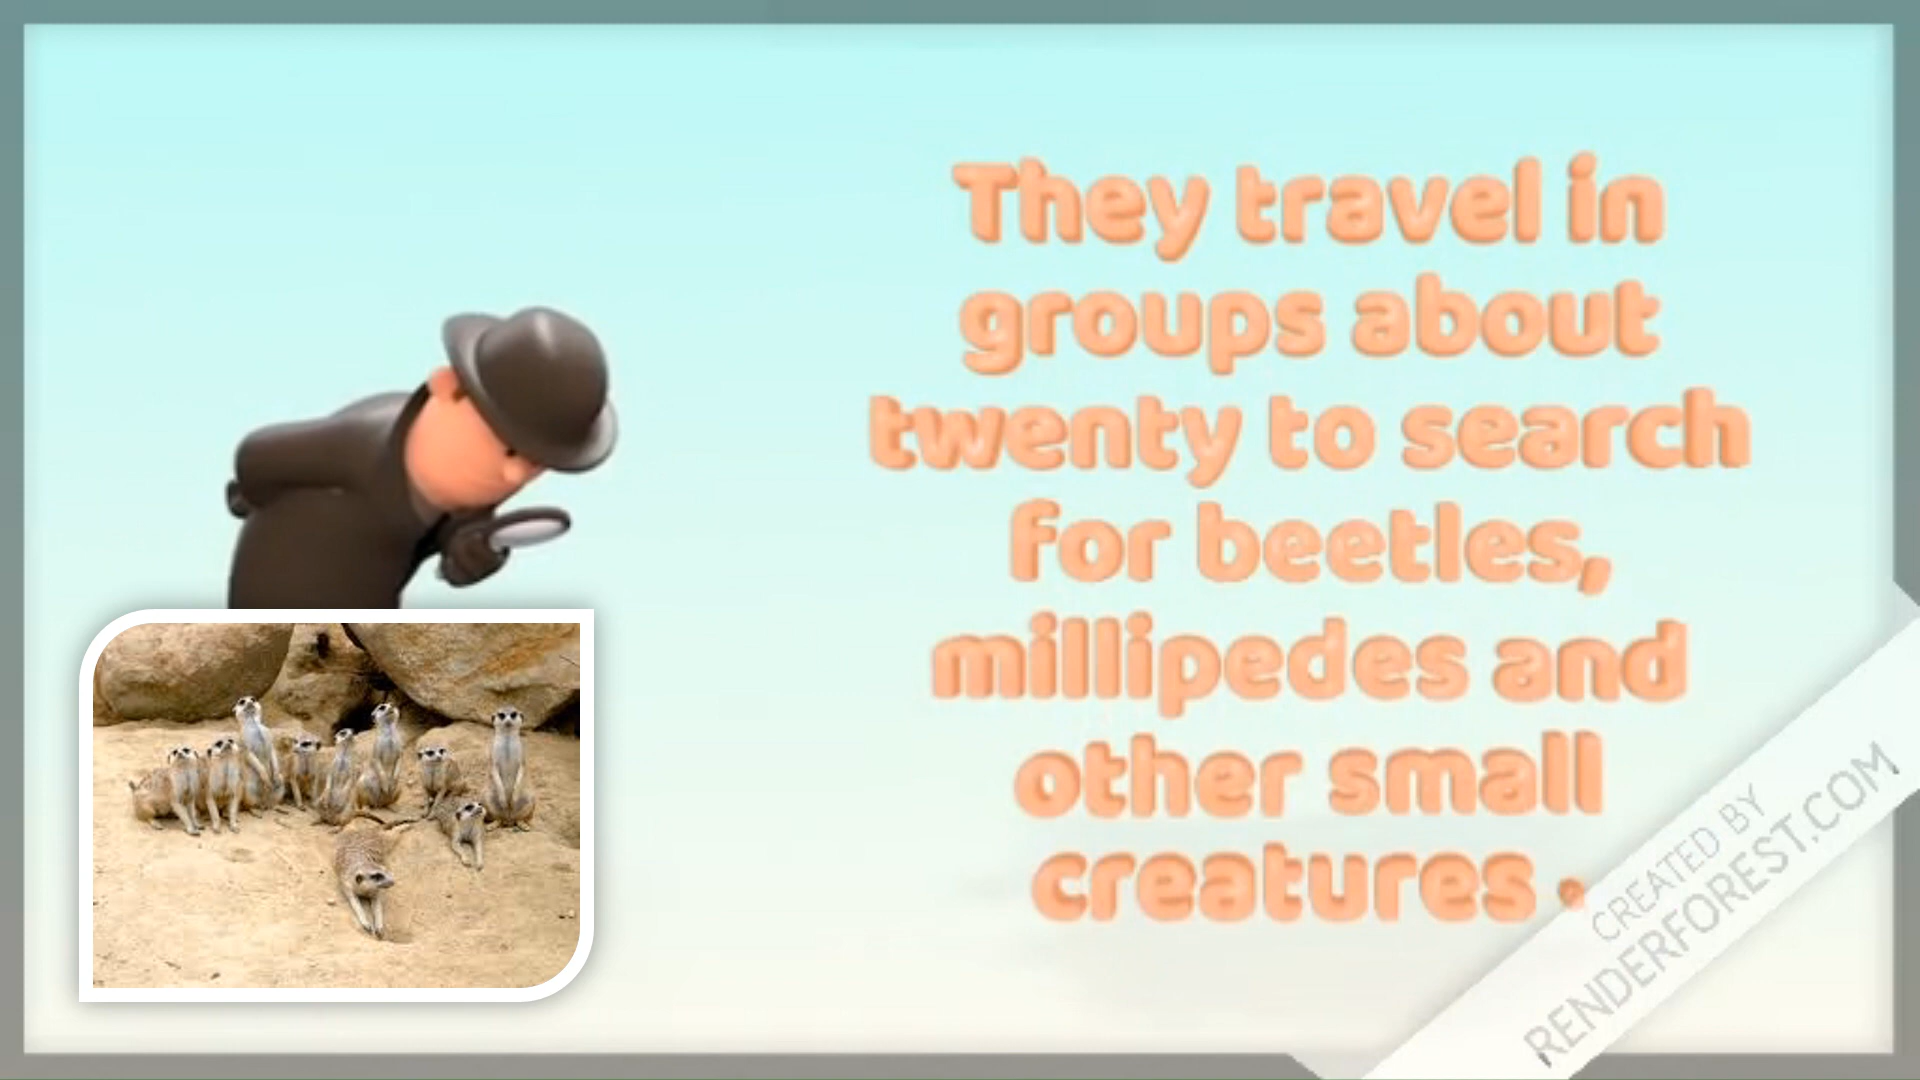 They travel in
groups about
twenty to search
for beetles,
millipedes and
other small
creatures •
CREATED BY
RENDERFOREST.COM